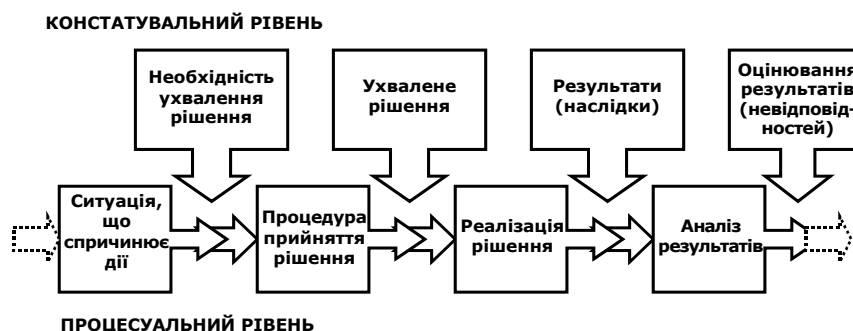 КОНСТАТУВАЛЬНИЙ РІВЕНЬ
Необхідність
ухвалення
рішення
Ухвалене
рішення
Результати
(наслідки)
Оцінювання
результатів
(невідповід-
ностей)
Ситуація,
що
спричинює
дії
Процедура
прийняття
рішення
Реалізація
рішення
Аналіз
результатів
ПРОЦЕСУАЛЬНИЙ РІВЕНЬ